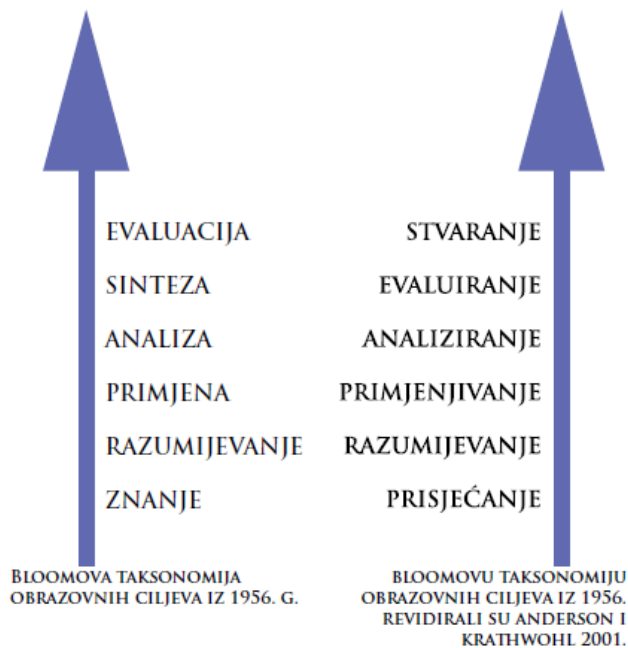 EVALUACIJA
SINTEZA
ANALIZA
PRIMJENA
RAZUMIJEVANJE
ZNANJE
BLOOMOVA TAKSONOMIJA
OBRAZOVNIH CILJEVA IZ 1956. G.
STVARANJE
EVALUIRANJE
ANALIZIRANJE
PRIMJENJIVANJE
RAZUMIJEVANJE
PRISJEĆANJE
BLOOMOVU TAKSONOMIJU
OBRAZOVNIH CILJEVA IZ 1956.
REVIDIRALI SU ANDERSON I
KRATHWOHL 2001.